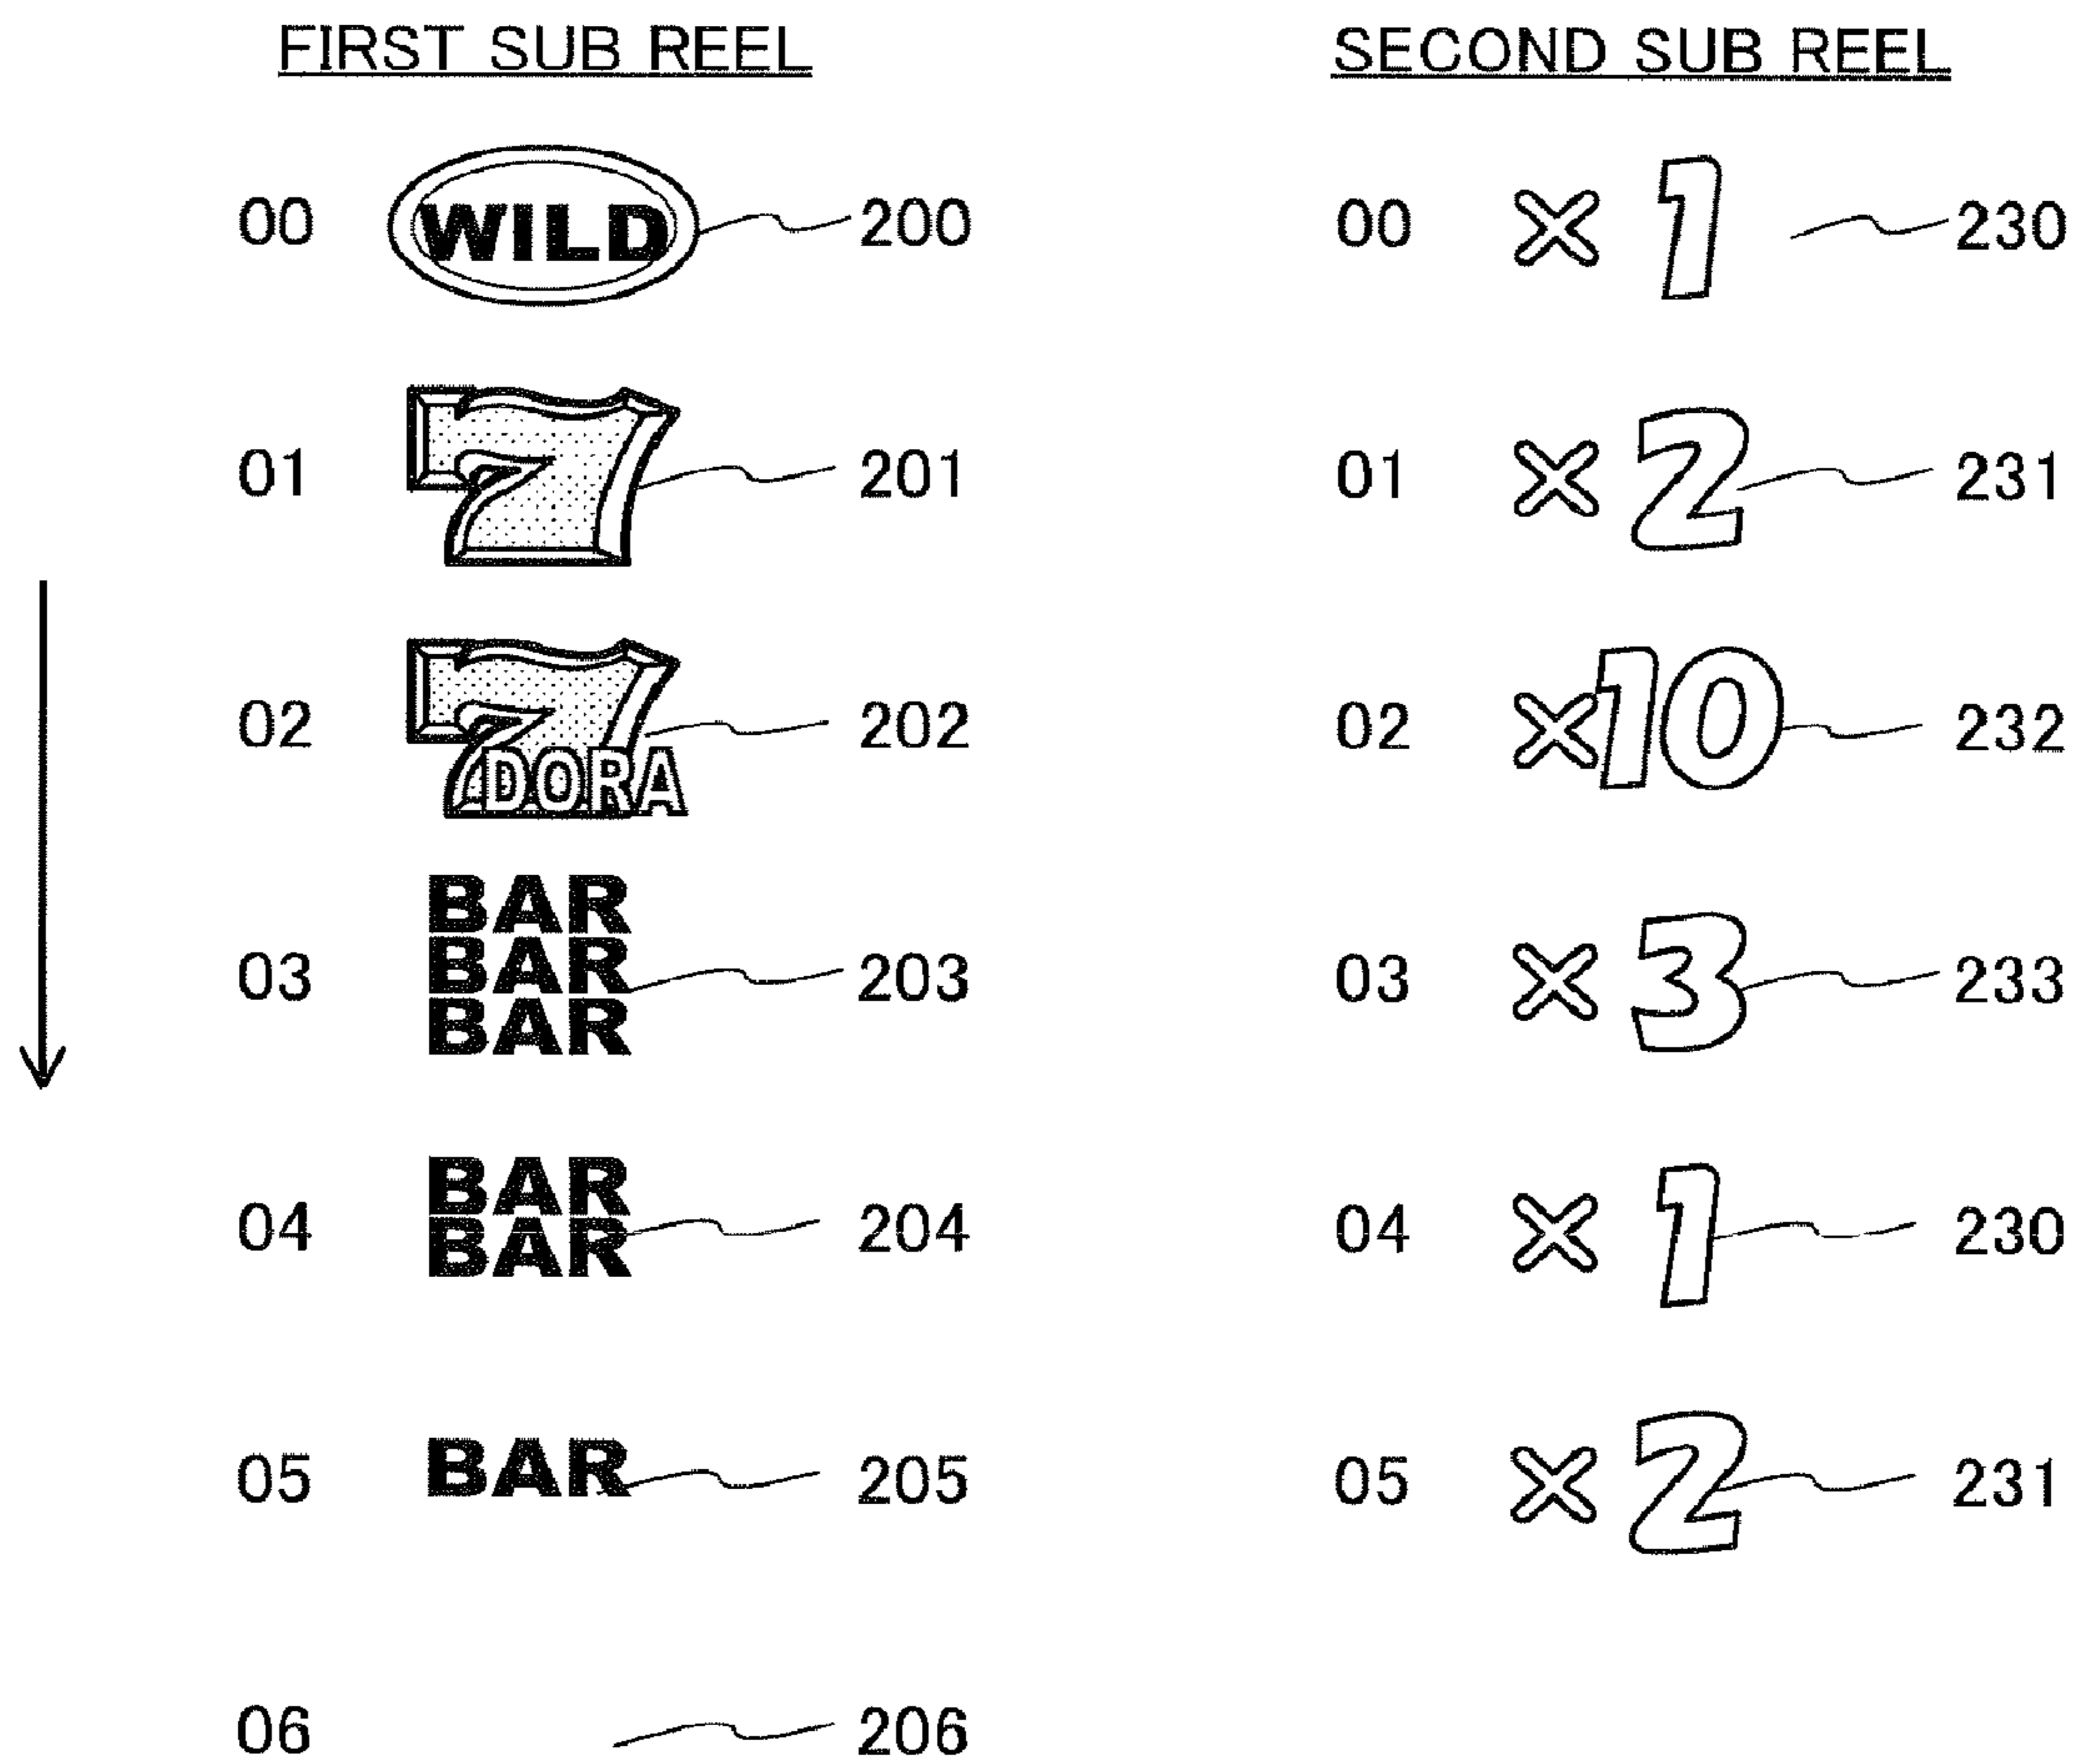 FIRST SUB REEL
00 WILD 200
01 7 201
02 7 DORA 202
03 BAR BAR BAR 203
04 BAR BAR 204
05 BAR 205
06 206
SECOND SUB REEL
00 ×1 230
01 ×2 231
02 ×10 232
03 ×3 233
04 ×1 230
05 ×2 231